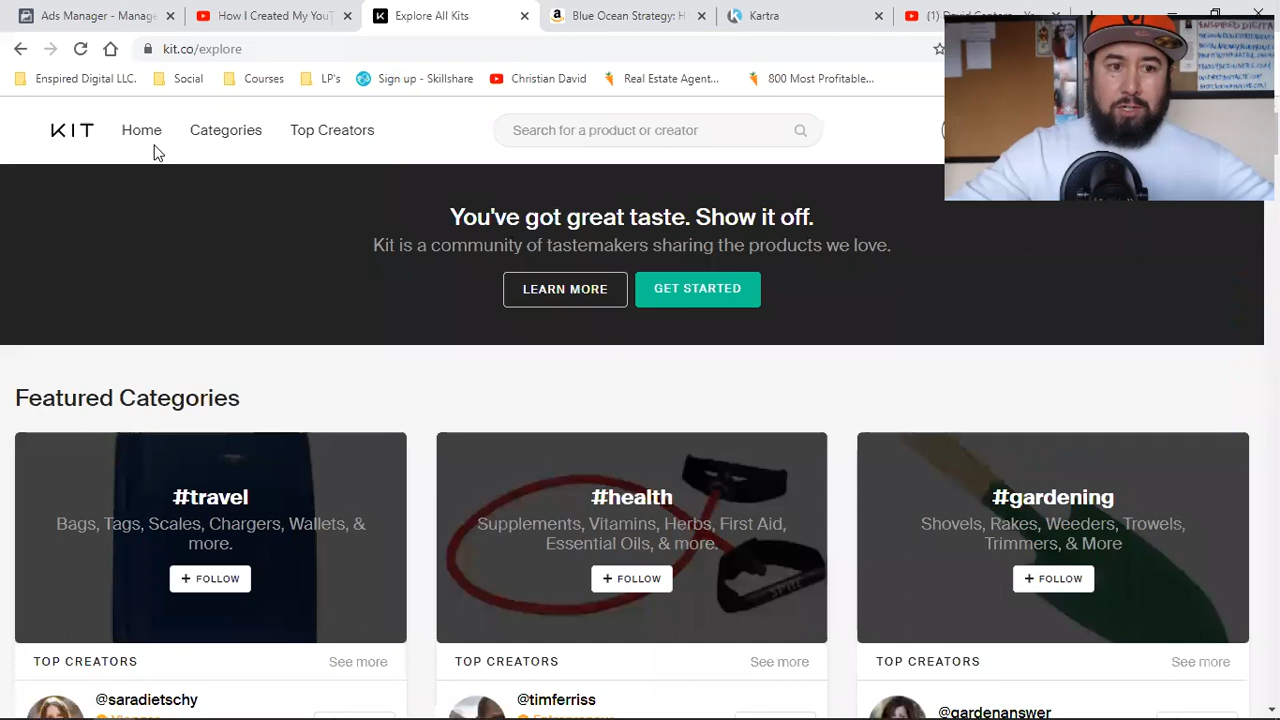 Ads Manager - Manage
How I Created My YouT
Explore All Kits
Blue Ocean Strategy: H
Kartra
kit.co/explore
Enspired Digital LLC.
Social
Courses
LP's
Sign up - Skillshare
Chris David
Real Estate Agent...
800 Most Profitable...
KIT
Home
Categories
Top Creators
Search for a product or creator
You've got great taste. Show it off.
Kit is a community of tastemakers sharing the products we love.
LEARN MORE
GET STARTED
Featured Categories
#travel
Bags, Tags, Scales, Chargers, Wallets, &
more.
+ FOLLOW
#health
Supplements, Vitamins, Herbs, First Aid,
Essential Oils, & more.
+ FOLLOW
#gardening
Shovels, Rakes, Weeders, Trowels,
Trimmers, & More
+ FOLLOW
TOP CREATORS
See more
TOP CREATORS
See more
TOP CREATORS
See more
@saradietschy
@timferriss
@gardenanswer